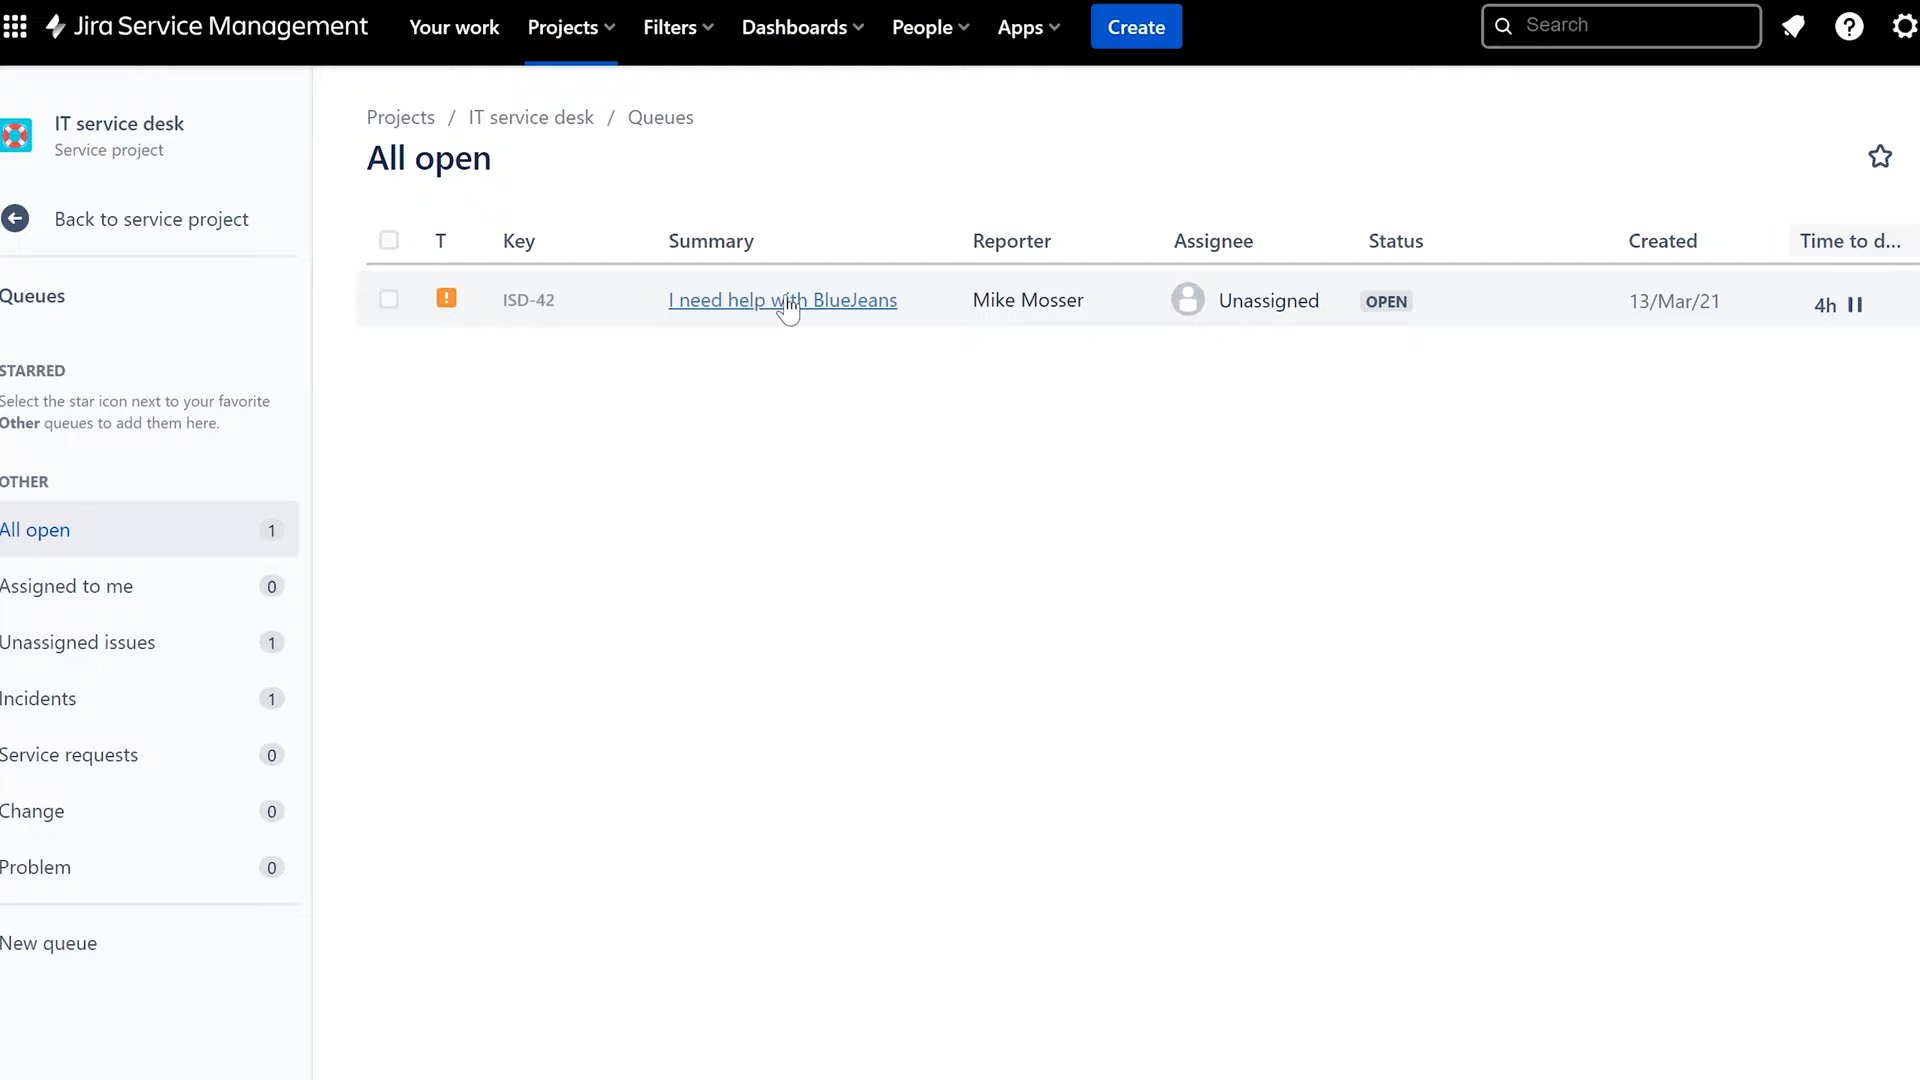 Jira Service Management Your work Projects Filters Dashboards People Apps Create Search
IT service desk
Service project
Back to service project
Queues
STARRED
Select the star icon next to your favorite
Other queues to add them here.
OTHER
All open 1
Assigned to me 0
Unassigned issues 1
Incidents 1
Service requests 0
Change 0
Problem 0
New queue
Projects / IT service desk / Queues
All open
T Key Summary Reporter Assignee Status Created Time to d...
ISD-42 I need help with BlueJeans Mike Mosser Unassigned OPEN 13/Mar/21 4h